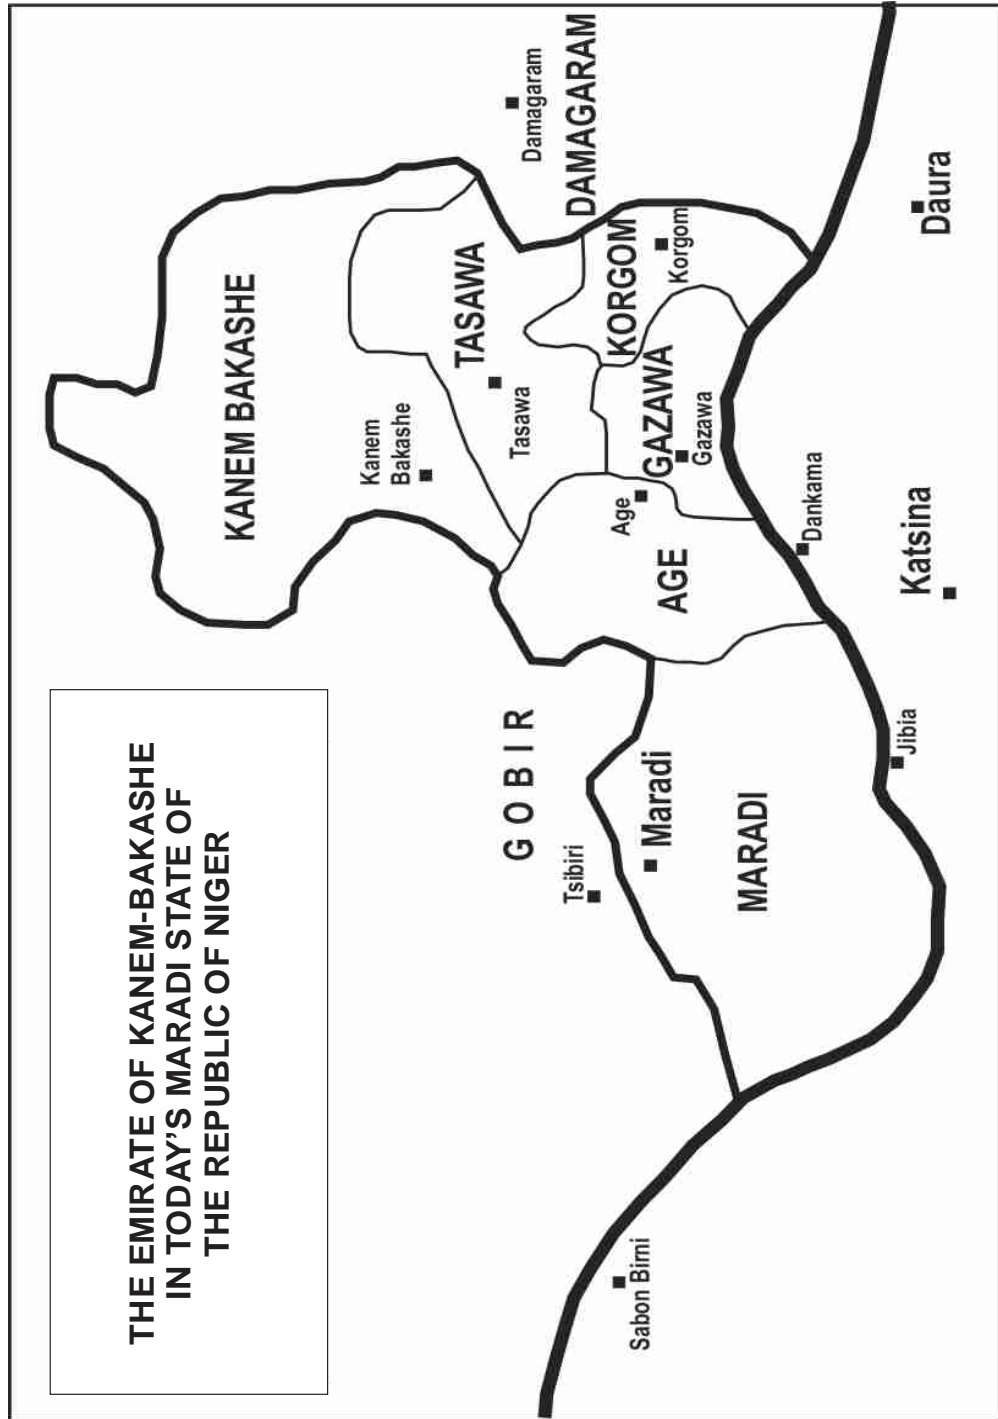 THE EMIRATE OF KANEM-BAKASHE
IN TODAY'S MARADI STATE OF
THE REPUBLIC OF NIGER
KANEM BAKASHE
Kanem
Bakashe
TASAWA
Tasawa
Damagaram
DAMAGARAM
G O B I R
Tsibiri
Maradi
MARADI
Age
AGE
KORGOM
Korgom
GAZAWA
Gazawa
Sabon Birni
Dankama
Jibia
Katsina
Daura